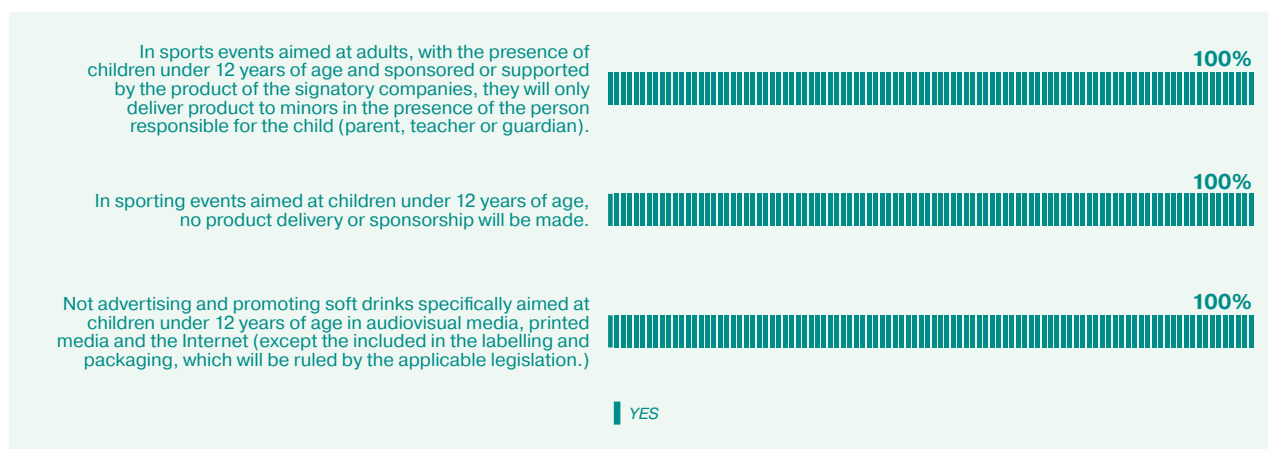 In sports events aimed at adults, with the presence of
children under 12 years of age and sponsored or supported
by the product of the signatory companies, they will only
deliver product to minors in the presence of the person
responsible for the child (parent, teacher or guardian).
100%
In sporting events aimed at children under 12 years of age,
no product delivery or sponsorship will be made.
100%
Not advertising and promoting soft drinks specifically aimed at
children under 12 years of age in audiovisual media, printed
media and the Internet (except the included in the labelling and
packaging, which will be ruled by the applicable legislation.)
100%
YES